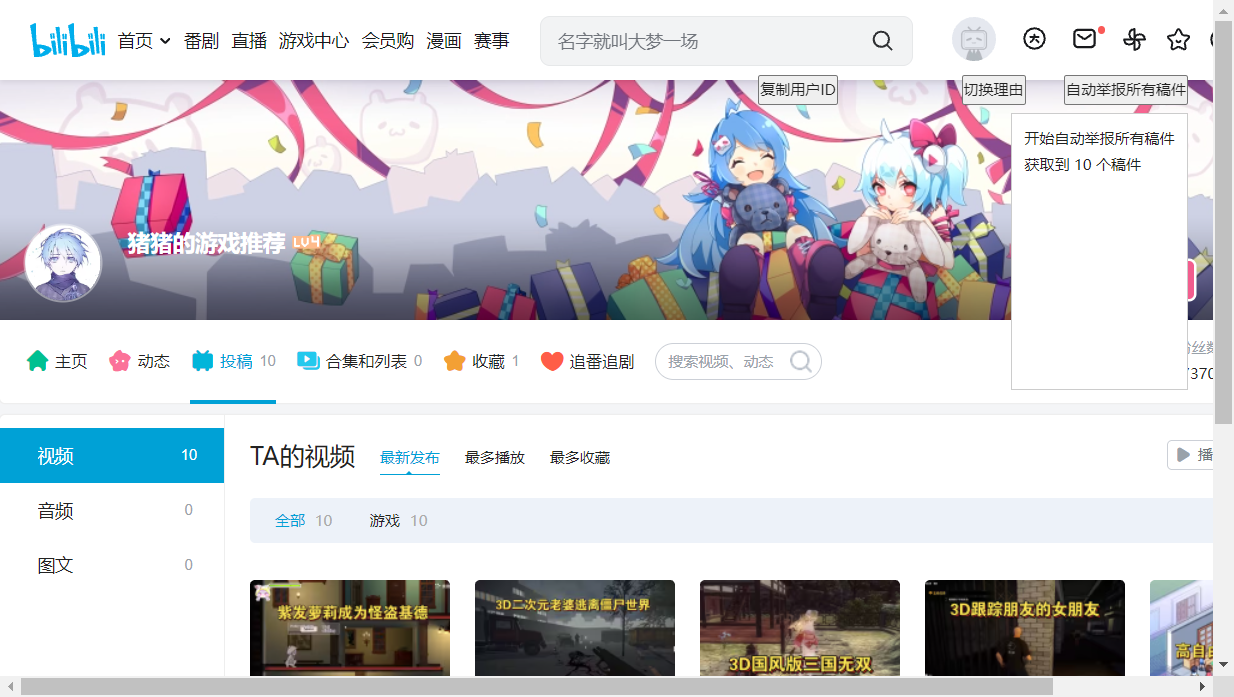 bilibili 首页 番剧 直播 游戏中心 会员购 漫画 赛事 名字就叫大梦一场
复制用户ID 切换理由 自动举报所有稿件
开始自动举报所有稿件
获取到 10 个稿件
猪猪的游戏推荐 LV4
主页 动态 投稿 10 合集和列表 0 收藏 1 追番追剧 搜索视频、动态
370
视频 10
音频 0
图文 0
TA的视频 最新发布 最多播放 最多收藏 播
全部 10 游戏 10
紫发萝莉成为怪盗基德
3D二次元老婆逃离僵尸世界
3D国风版三国无双
3D跟踪朋友的女朋友
高自由